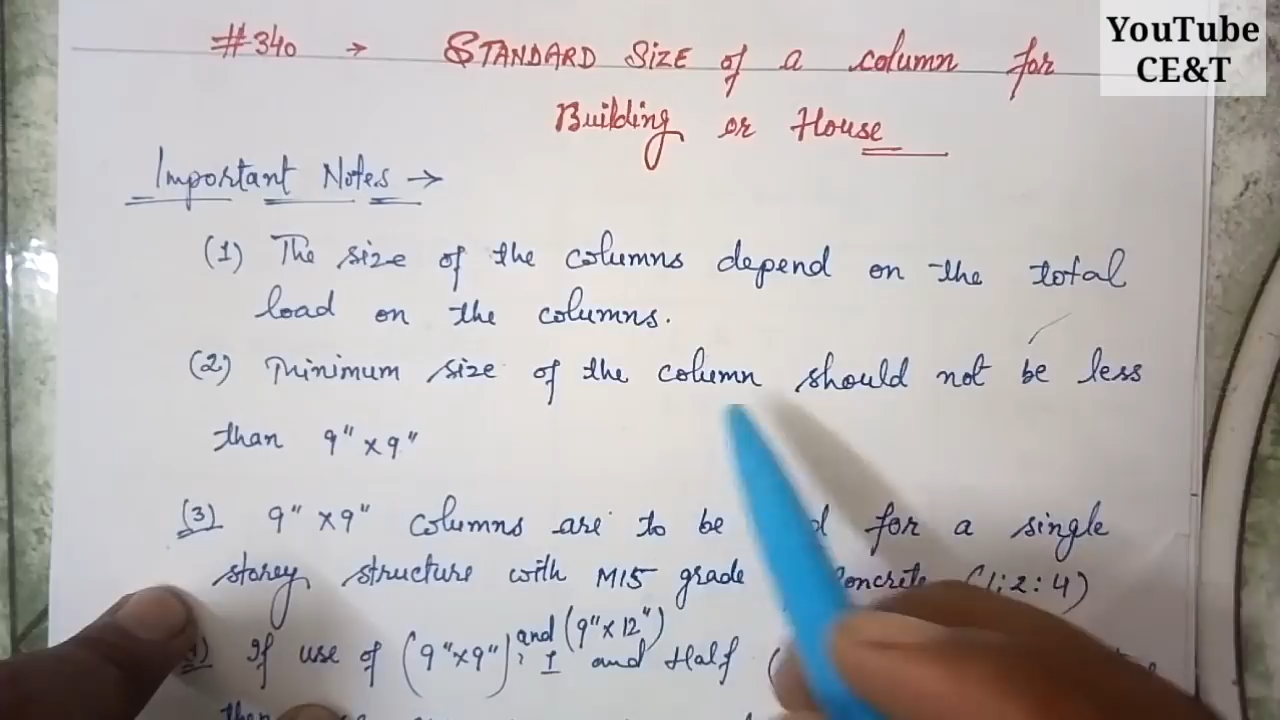 #340 → STANDARD SIZE of a column for
YouTube
CE&T
Building or House
Important Notes →
(1) The size of the columns depend on the total
load on the columns.
(2) Minimum size of the column should not be less
than 9" x 9"
(3) 9" x 9" columns are to be for a single
storey structure with M15 grade concrete (1:2:4)
and (9" x 12")
If use of (9" x 9"), 1 and Half (
than